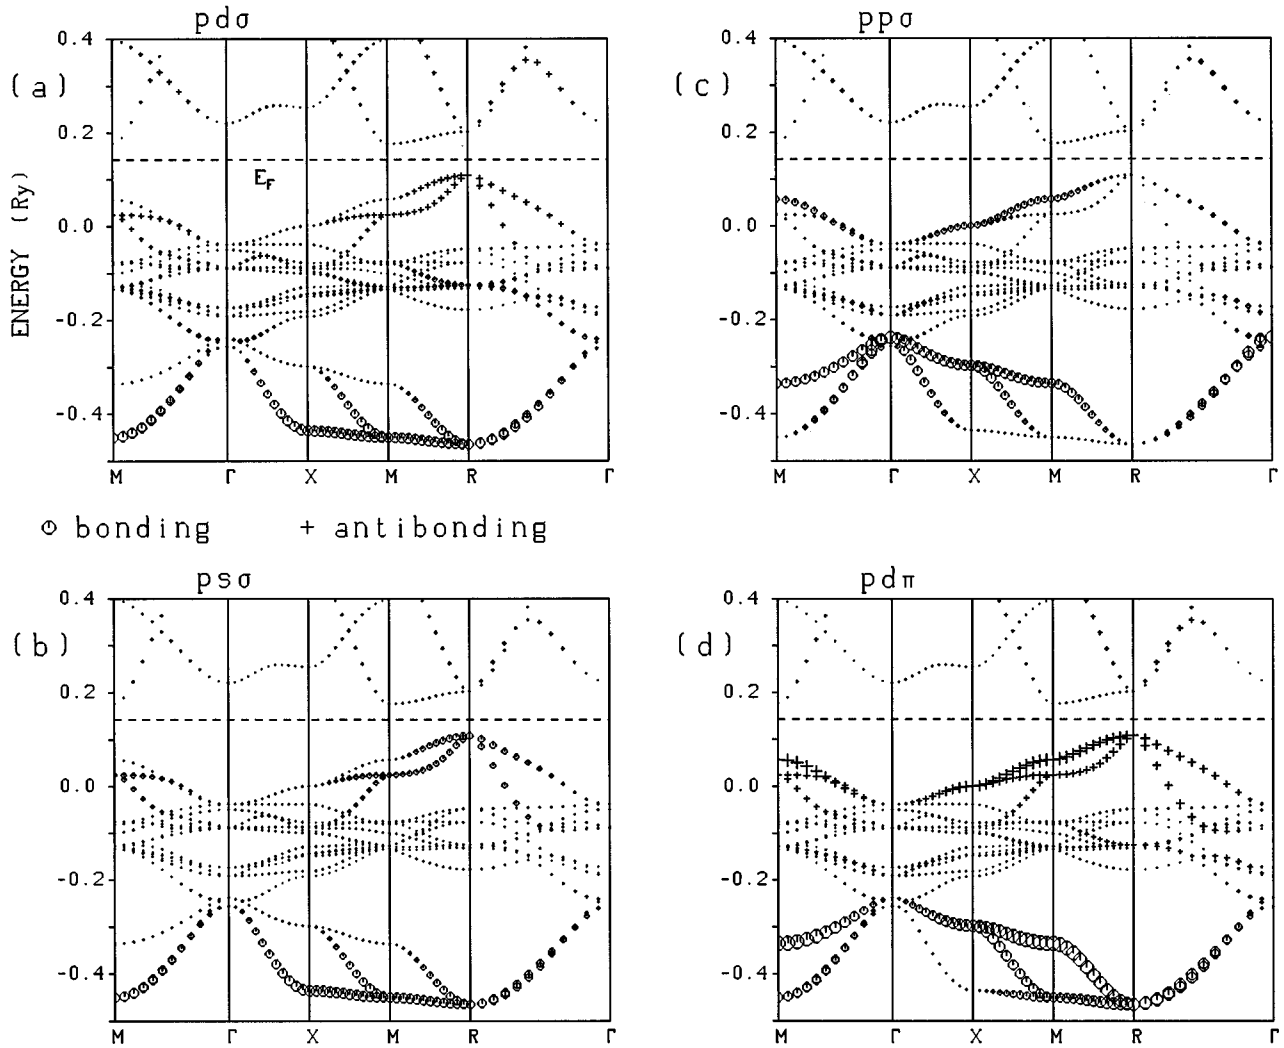 pdσ
ppσ
(a)
(c)
ENERGY (Ry)
0.4
0.2
0.0
-0.2
-0.4
E_F
M Γ X M R Γ
0.4
0.2
0.0
-0.2
-0.4
M Γ X M R Γ
bonding + antibonding
psσ
pdπ
(b)
(d)
0.4
0.2
0.0
-0.2
-0.4
M Γ X M R Γ
0.4
0.2
0.0
-0.2
-0.4
M Γ X M R Γ